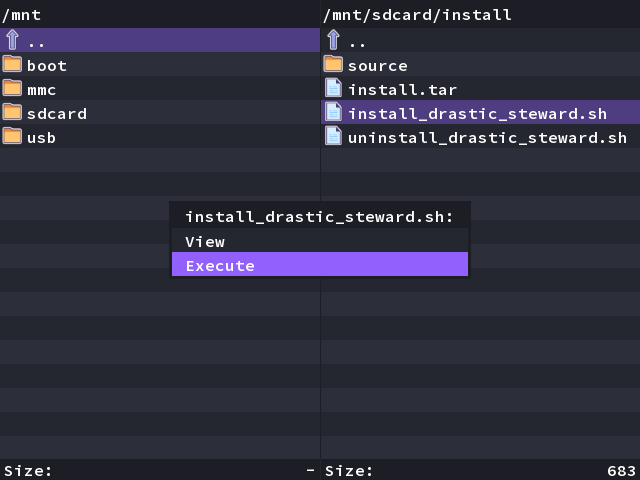 /mnt
..
boot
mmc
sdcard
usb
/mnt/sdcard/install
..
source
install.tar
install_drastic_steward.sh
uninstall_drastic_steward.sh
install_drastic_steward.sh:
View
Execute
Size: -
Size: 683